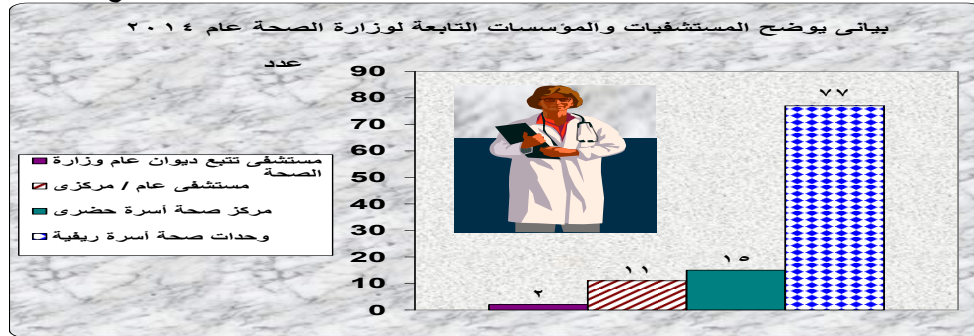 بيانى يوضح المستشفيات والمؤسسات التابعة لوزارة الصحة عام ٢٠١٤
عدد
90
80
70
60
50
40
30
20
10
0
٢
١١
١٥
٧٧
مستشفى تتبع ديوان عام وزارة
الصحة
مستشفى عام / مركزى
مركز صحة أسرة حضرى
وحدات صحة أسرة ريفية